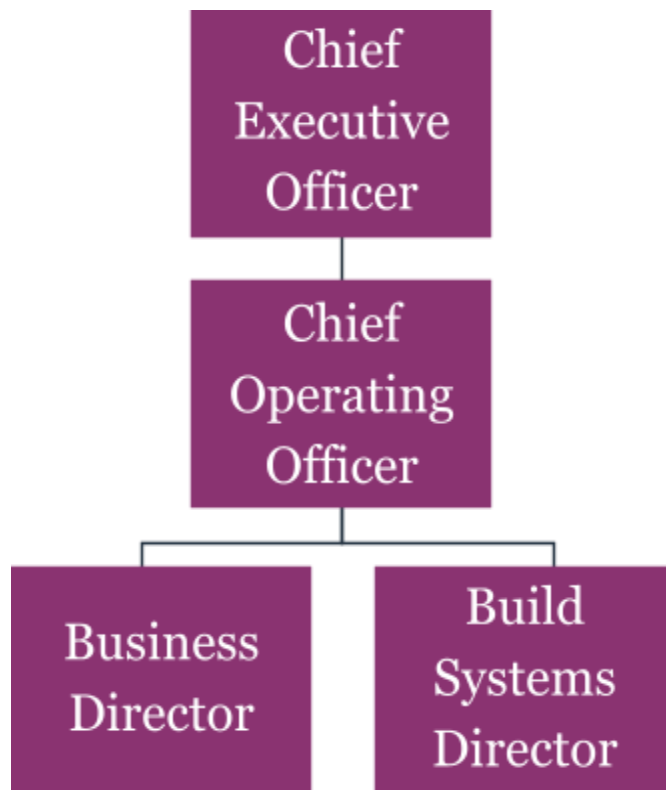 Chief
Executive
Officer
Chief
Operating
Officer
Business
Director
Build
Systems
Director